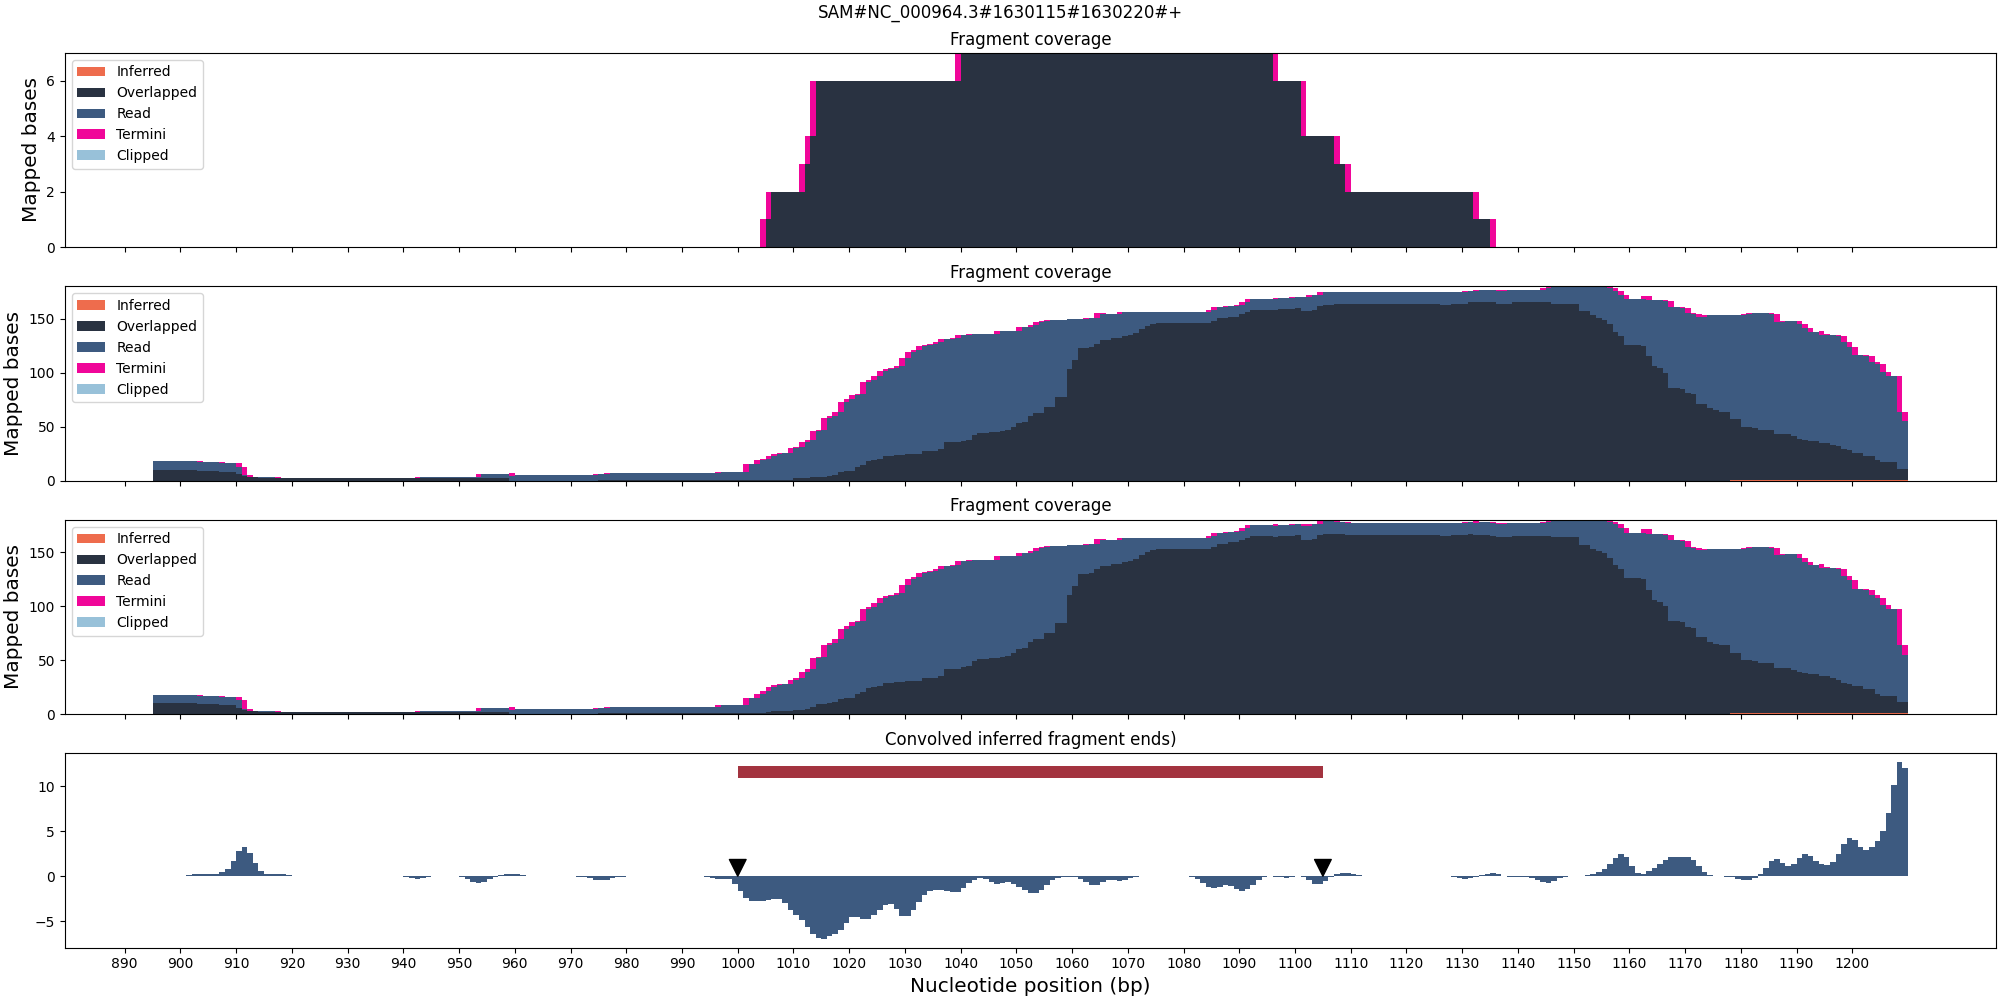 SAM#NC_000964.3#1630115#1630220#+
Fragment coverage
Mapped bases
6
4
2
0
Inferred
Overlapped
Read
Termini
Clipped
Fragment coverage
Mapped bases
150
100
50
0
Inferred
Overlapped
Read
Termini
Clipped
Fragment coverage
Mapped bases
150
100
50
0
Inferred
Overlapped
Read
Termini
Clipped
Convolved inferred fragment ends)
10
5
0
−5
890 900 910 920 930 940 950 960 970 980 990 1000 1010 1020 1030 1040 1050 1060 1070 1080 1090 1100 1110 1120 1130 1140 1150 1160 1170 1180 1190 1200
Nucleotide position (bp)